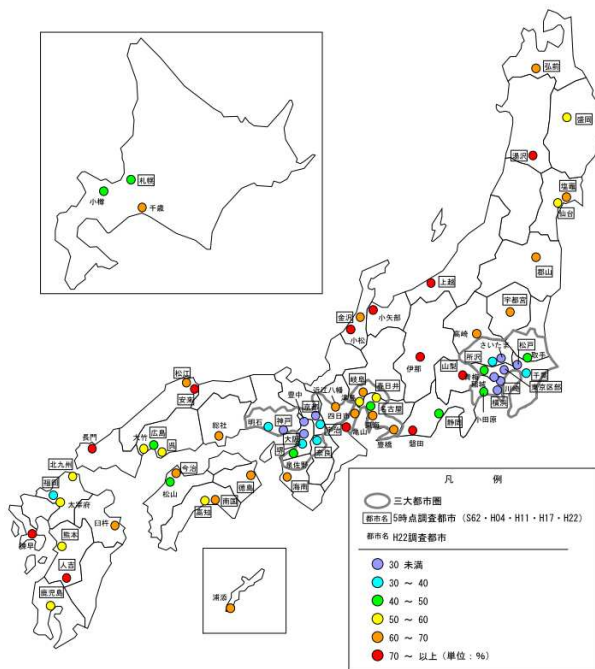 弘前
盛岡
湯沢
塩竈
仙台
札幌
小樽
千歳
郡山
上越
宇都宮
金沢
小矢部
小松
高崎
さいたま
松戸
所沢
取手
伊那
山梨
青梅
稲城
千葉
東京区部
川崎
横浜
小田原
松江
安来
豊中
近江八幡
岐阜
春日井
京都
名古屋
四日市
静岡
磐田
豊橋
亀山
総社
明石
神戸
宇治
大阪
堺
奈良
泉佐野
海南
長門
大竹
広島
呉
北九州
今治
徳島
福岡
太宰府
松山
高知
南国
臼杵
諫早
熊本
人吉
鹿児島
浦添
凡 例
三大都市圏
都市名 5時点調査都市(S62・H04・H11・H17・H22)
都市名 H22調査都市
30 未満
30 ～ 40
40 ～ 50
50 ～ 60
60 ～ 70
70 ～ 以上(単位:%)